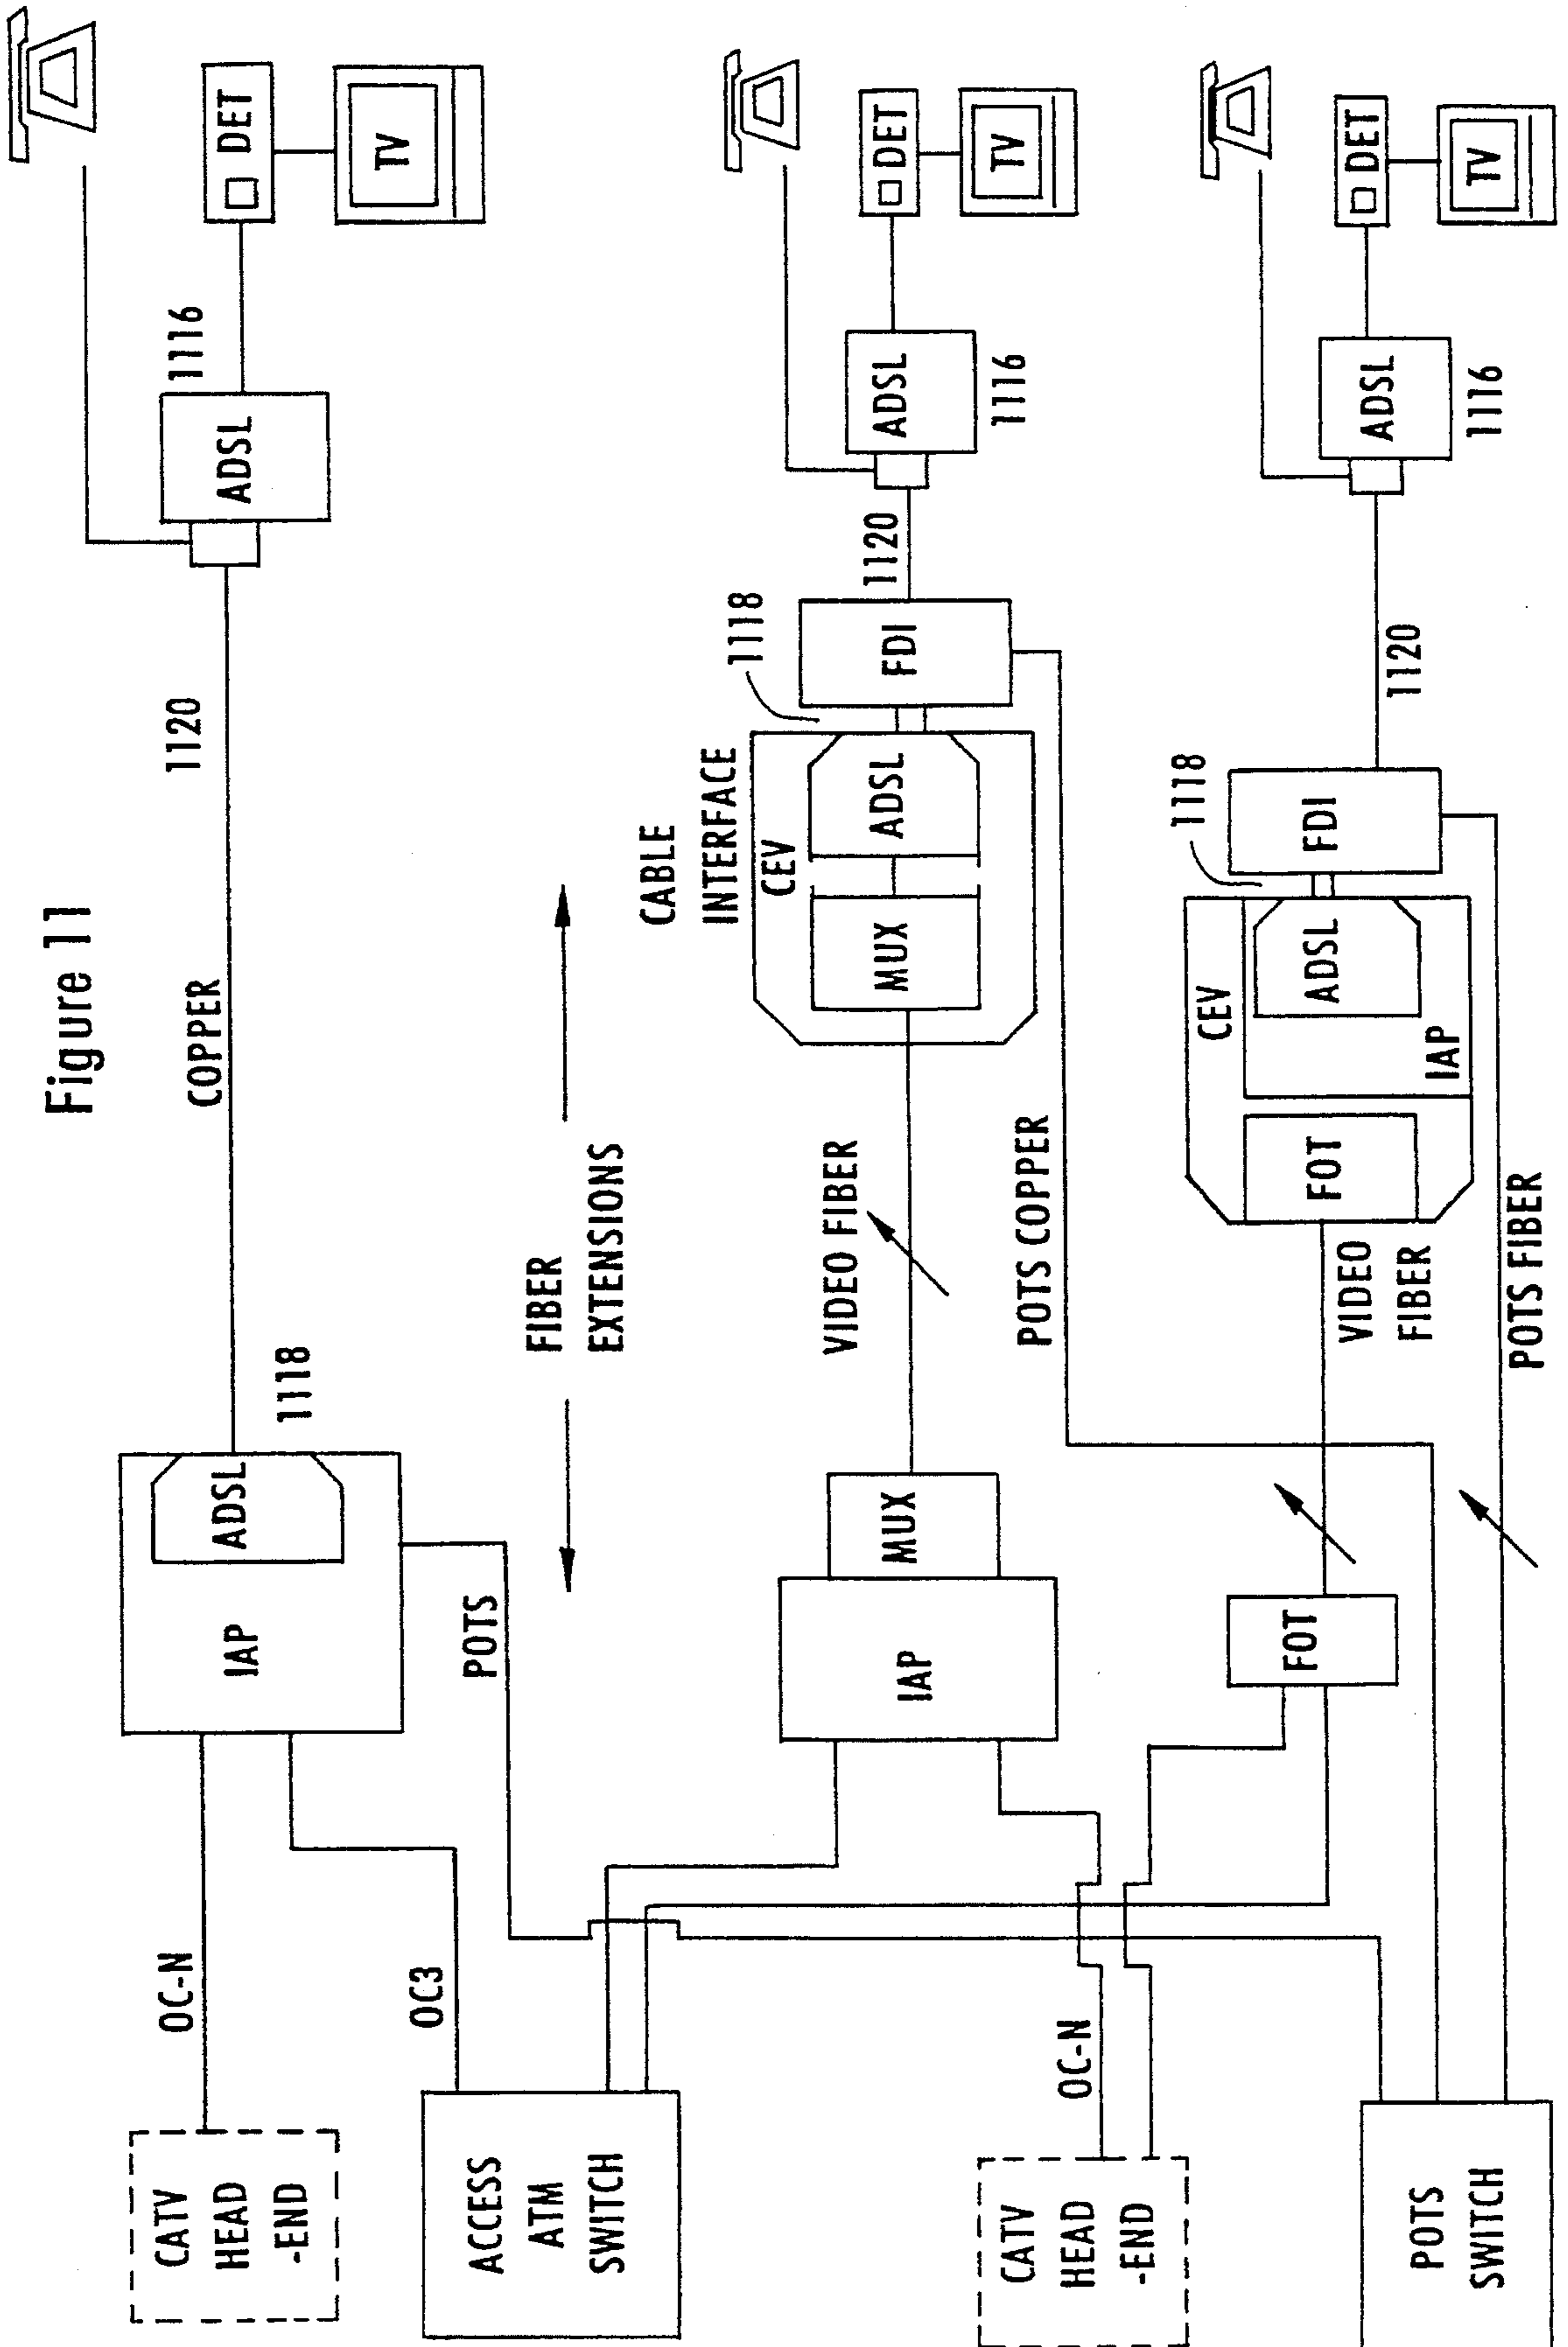 Figure 11
CATV
HEAD
-END
OC-N
IAP
ADSL
1118
COPPER
1120
ADSL
1116
DET
TV
ACCESS
ATM
SWITCH
OC3
POTS
FIBER
EXTENSIONS
CABLE
INTERFACE
IAP
MUX
VIDEO FIBER
CEV
MUX
ADSL
1118
FDI
1120
ADSL
1116
DET
TV
POTS COPPER
CATV
HEAD
-END
OC-N
FOT
VIDEO
FIBER
CEV
FOT
IAP
ADSL
1118
FDI
1120
ADSL
1116
DET
TV
POTS
SWITCH
POTS FIBER